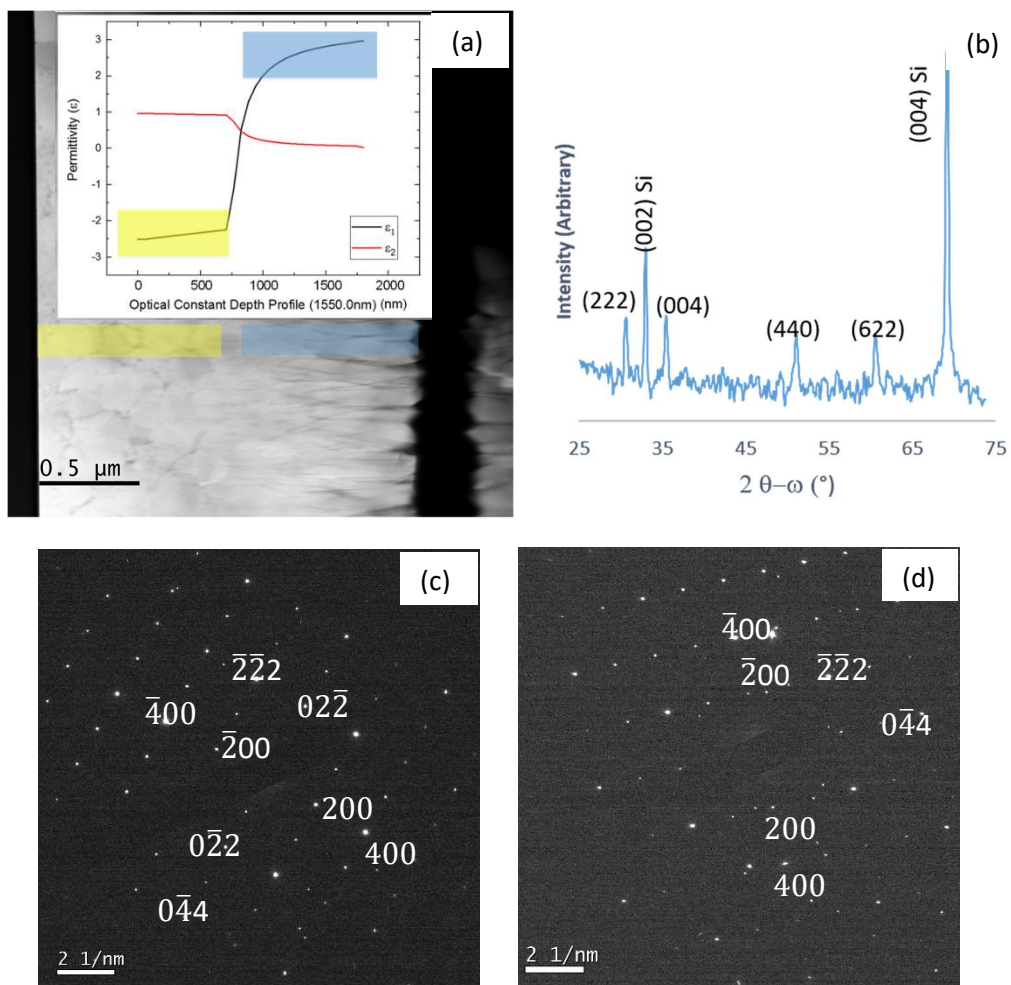 (a)
3
2
1
0
-1
-2
-3
Permittivity (ε)
ε₁
ε₂
0 500 1000 1500 2000
Optical Constant Depth Profile (1550.0nm) (nm)
0.5 µm
(b)
Intensity (Arbitrary)
(222)
(002) Si
(004)
(440)
(622)
(004) Si
25 35 45 55 65 75
2 θ–ω (°)
(c)
2̅2̅2
022̅
4̅00
2̅00
200
02̅2
400
04̅4
2 1/nm
(d)
4̅00
2̅00
2̅2̅2
04̅4
200
400
2 1/nm